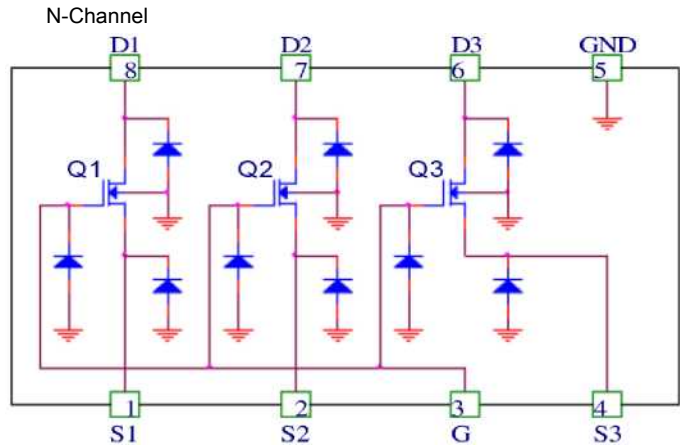 N-Channel
D1 D2 D3 GND
8 7 6 5
Q1 Q2 Q3
1 2 3 4
S1 S2 G S3